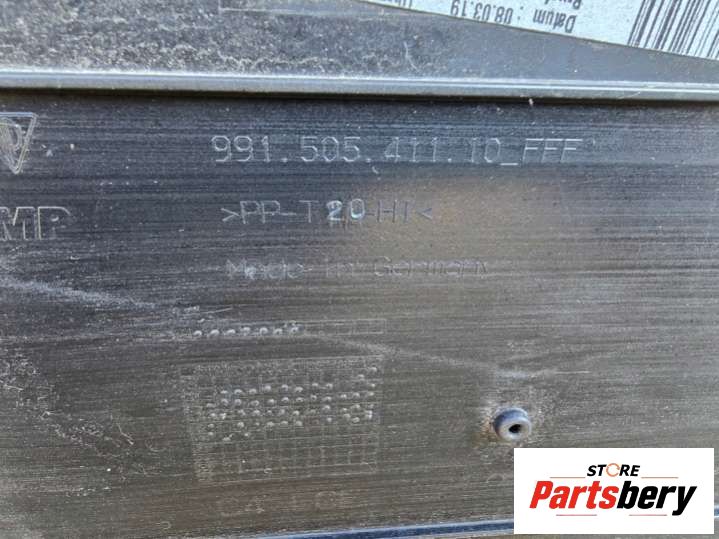 Datum : 08.03.19
991.505.411.10_FFF
>PP-T20-HI<
Made in Germany
STORE
Partsbery